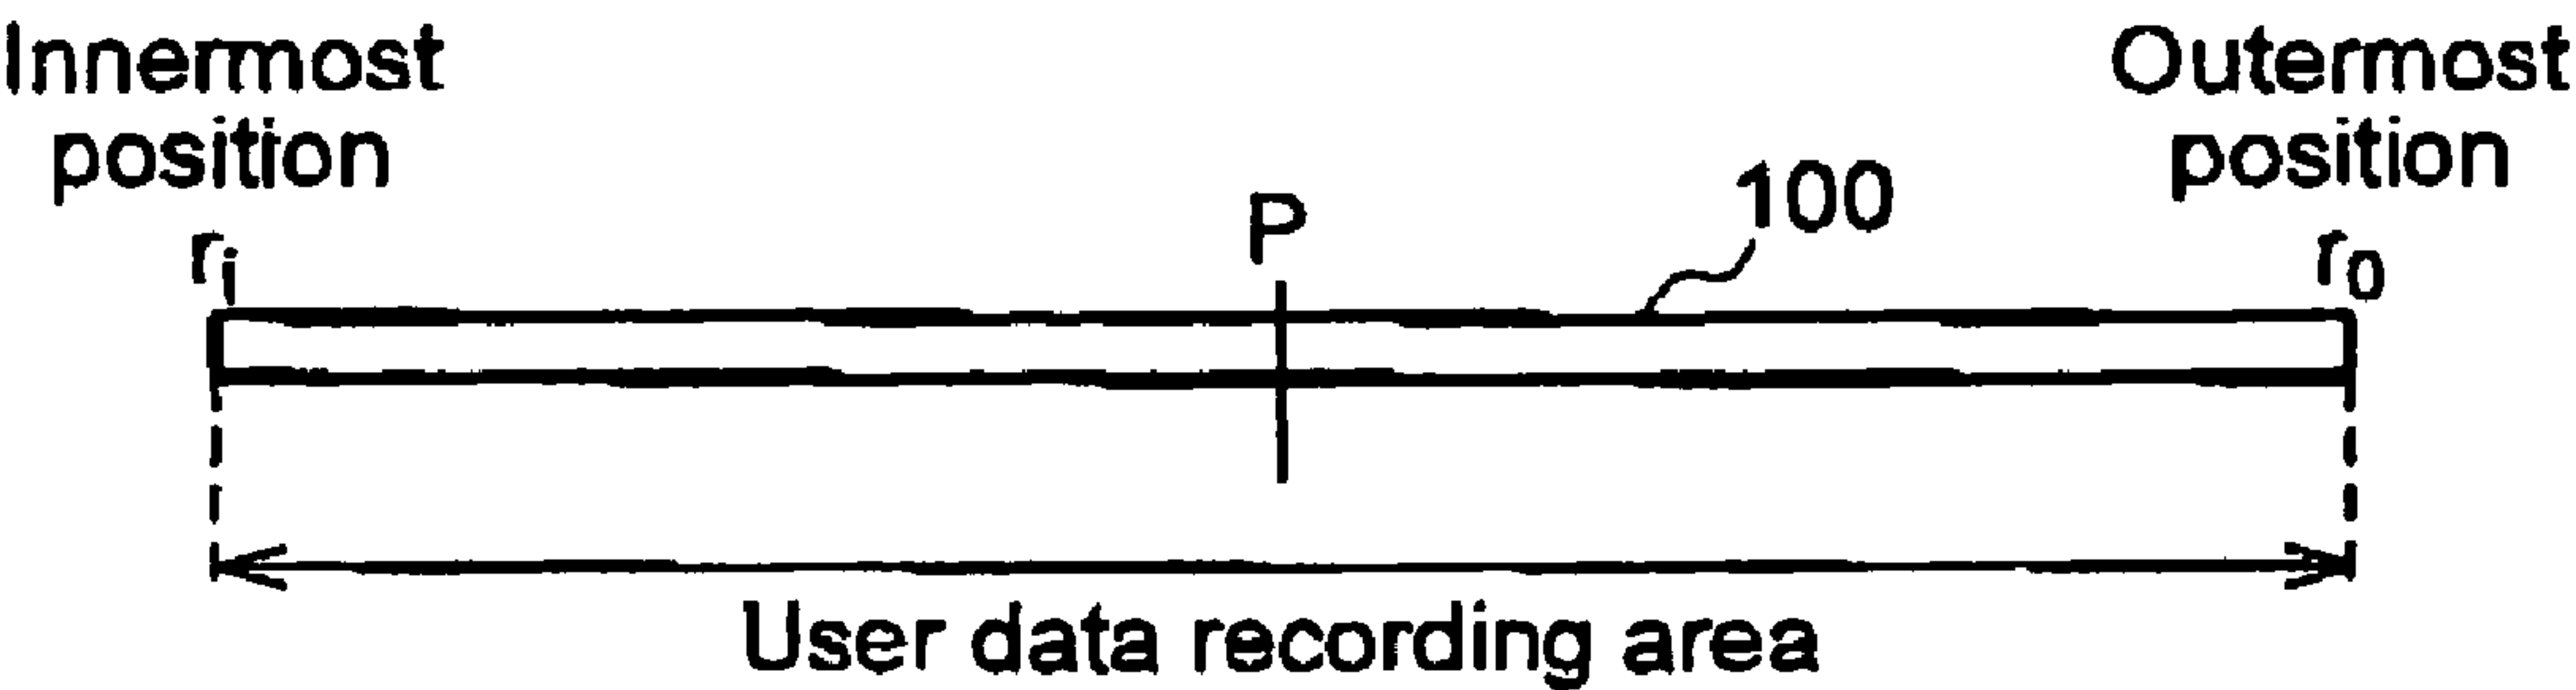 Innermost
position
Outermost
position
P
100
ri
r0
User data recording area